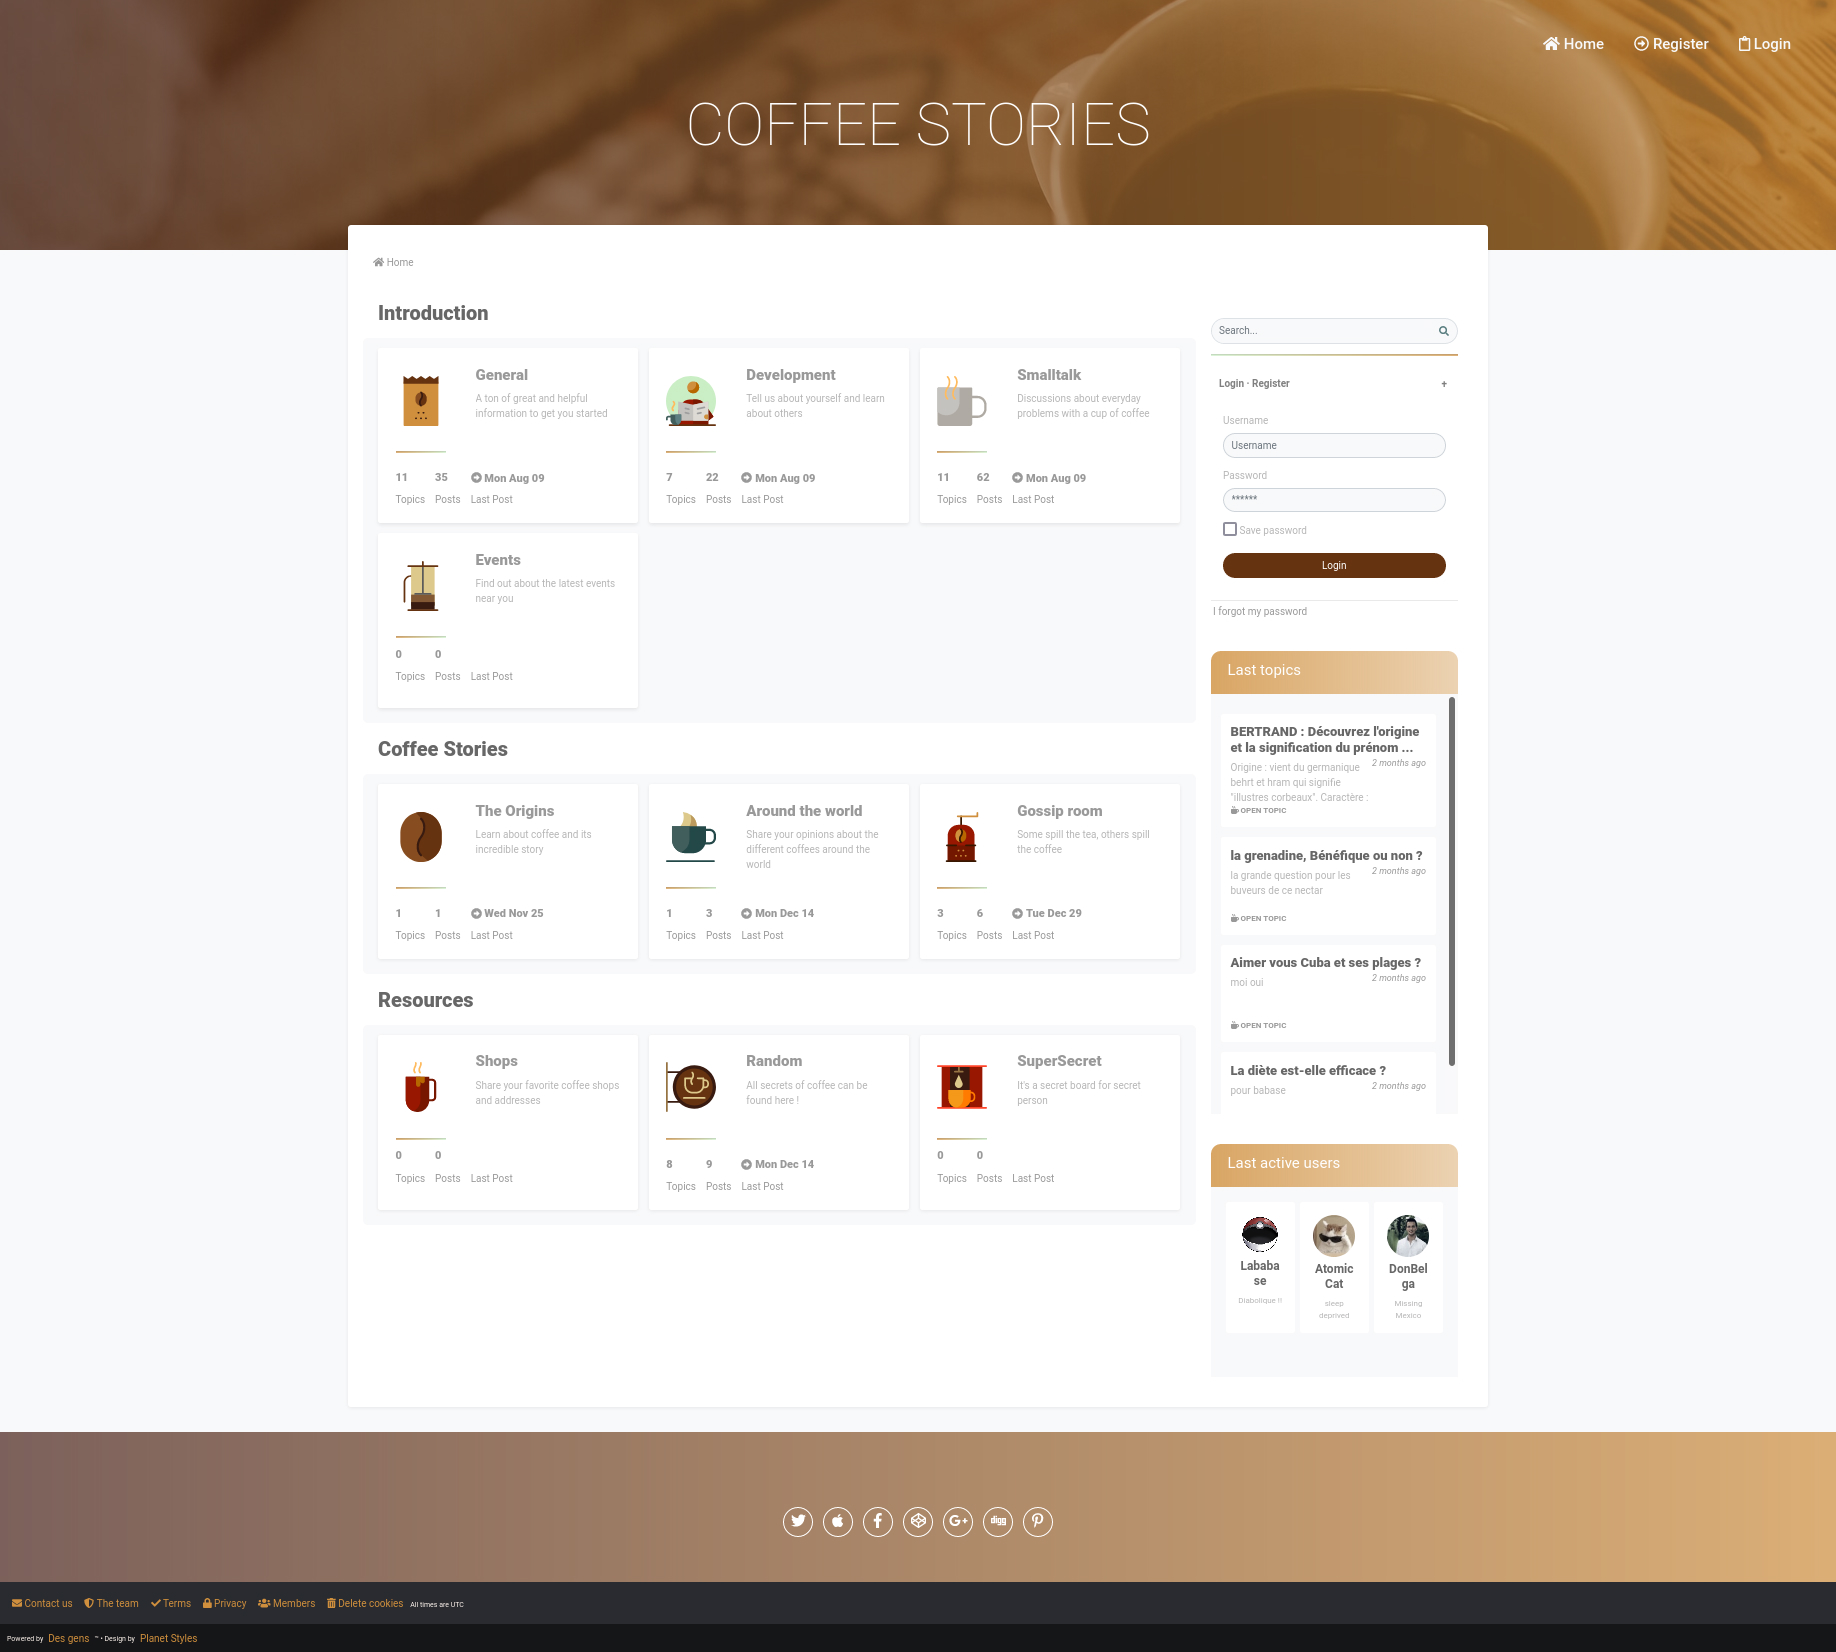 Home
Register
Login
COFFEE STORIES
Home
Introduction
General
A ton of great and helpful
information to get you started
11 35 Mon Aug 09
Topics Posts Last Post
Development
Tell us about yourself and learn
about others
7 22 Mon Aug 09
Topics Posts Last Post
Smalltalk
Discussions about everyday
problems with a cup of coffee
11 62 Mon Aug 09
Topics Posts Last Post
Events
Find out about the latest events
near you
0 0
Topics Posts Last Post
Coffee Stories
The Origins
Learn about coffee and its
incredible story
1 1 Wed Nov 25
Topics Posts Last Post
Around the world
Share your opinions about the
different coffees around the
world
1 3 Mon Dec 14
Topics Posts Last Post
Gossip room
Some spill the tea, others spill
the coffee
3 6 Tue Dec 29
Topics Posts Last Post
Resources
Shops
Share your favorite coffee shops
and addresses
0 0
Topics Posts Last Post
Random
All secrets of coffee can be
found here !
8 9 Mon Dec 14
Topics Posts Last Post
SuperSecret
It's a secret board for secret
person
0 0
Topics Posts Last Post
Search...
Login · Register +
Username
Username
Password
******
Save password
Login
I forgot my password
Last topics
BERTRAND : Découvrez l'origine
et la signification du prénom ...
2 months ago
Origine : vient du germanique
behrt et hram qui signifie
"illustres corbeaux". Caractère :
OPEN TOPIC
la grenadine, Bénéfique ou non ?
2 months ago
la grande question pour les
buveurs de ce nectar
OPEN TOPIC
Aimer vous Cuba et ses plages ?
2 months ago
moi oui
OPEN TOPIC
La diète est-elle efficace ?
2 months ago
pour babase
Last active users
Lababa
se
Diabolique !!
Atomic
Cat
sleep
deprived
DonBel
ga
Missing
Mexico
digg
Contact us The team Terms Privacy Members Delete cookies All times are UTC
Powered by Des gens ™ • Design by Planet Styles